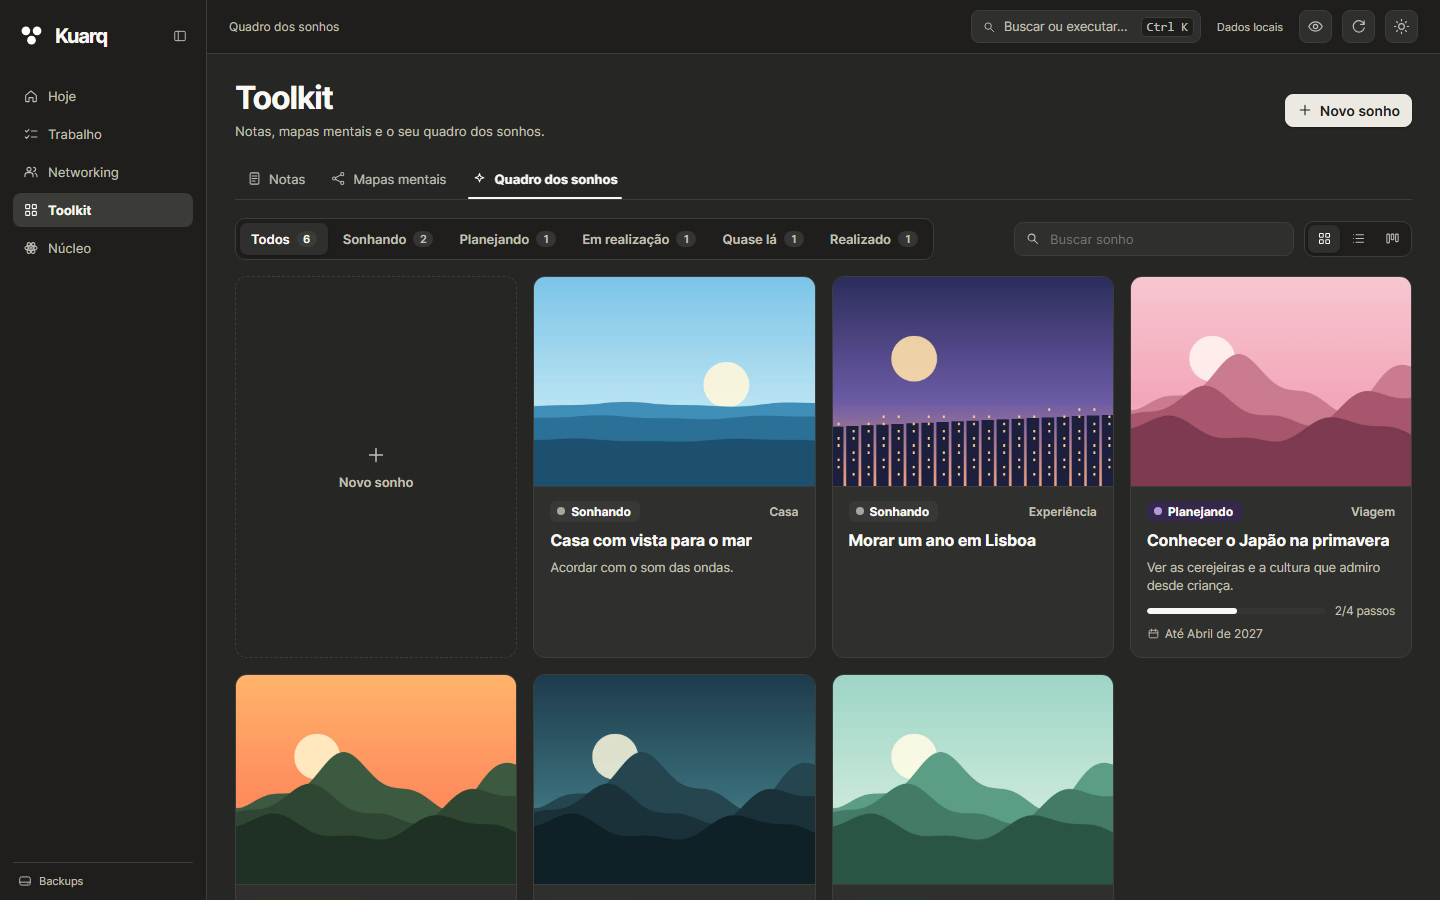 Kuarq
Quadro dos sonhos
Buscar ou executar...
Ctrl K
Dados locais
Hoje
Trabalho
Networking
Toolkit
Núcleo
Backups
Toolkit
Notas, mapas mentais e o seu quadro dos sonhos.
Novo sonho
Notas
Mapas mentais
Quadro dos sonhos
Todos 6
Sonhando 2
Planejando 1
Em realização 1
Quase lá 1
Realizado 1
Buscar sonho
Novo sonho
Sonhando
Casa
Casa com vista para o mar
Acordar com o som das ondas.
Sonhando
Experiência
Morar um ano em Lisboa
Planejando
Viagem
Conhecer o Japão na primavera
Ver as cerejeiras e a cultura que admiro
desde criança.
2/4 passos
Até Abril de 2027